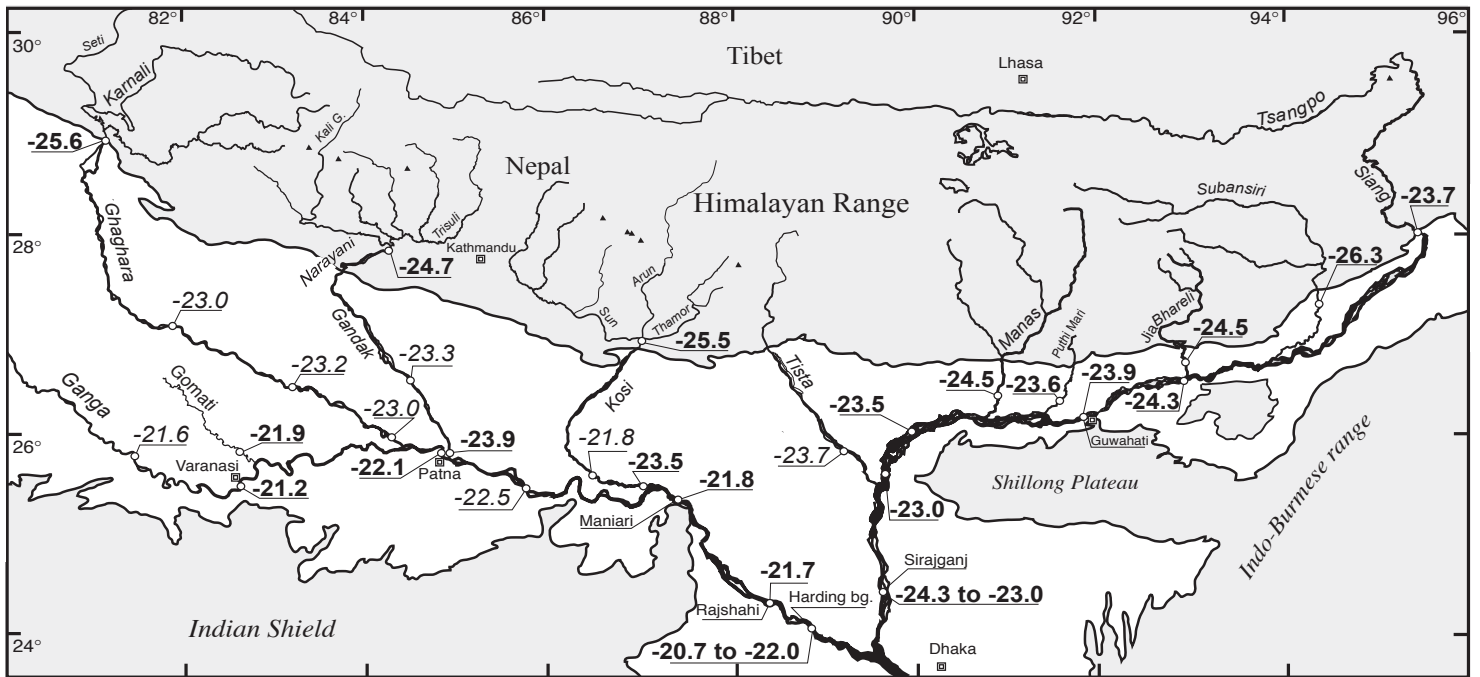 82°
84°
86°
88°
90°
92°
94°
96°
30°
Seti
Tibet
Lhasa
Karnali
Tsangpo
Kali G.
-25.6
Nepal
Siang
Subansiri
-23.7
Himalayan Range
Ghaghara
Trisuli
28°
Kathmandu
Narayani
-24.7
Arun
-26.3
Sun
Thamor
Manas
Puthi Mari
Jia Bhareli
-23.0
Gandak
-25.5
-24.5
-23.3
Tista
-23.2
Ganga
Gomati
Kosi
-24.5
-23.6
-23.9
-24.3
-23.0
-23.5
26°
-21.6
-21.9
-23.9
-21.8
Guwahati
Varanasi
-22.1
Patna
-23.5
-23.7
-21.2
-22.5
-21.8
Shillong Plateau
Maniari
-23.0
Indo-Burmese range
Sirajganj
-21.7
Rajshahi
Harding bg.
-24.3 to -23.0
Indian Shield
24°
-20.7 to -22.0
Dhaka